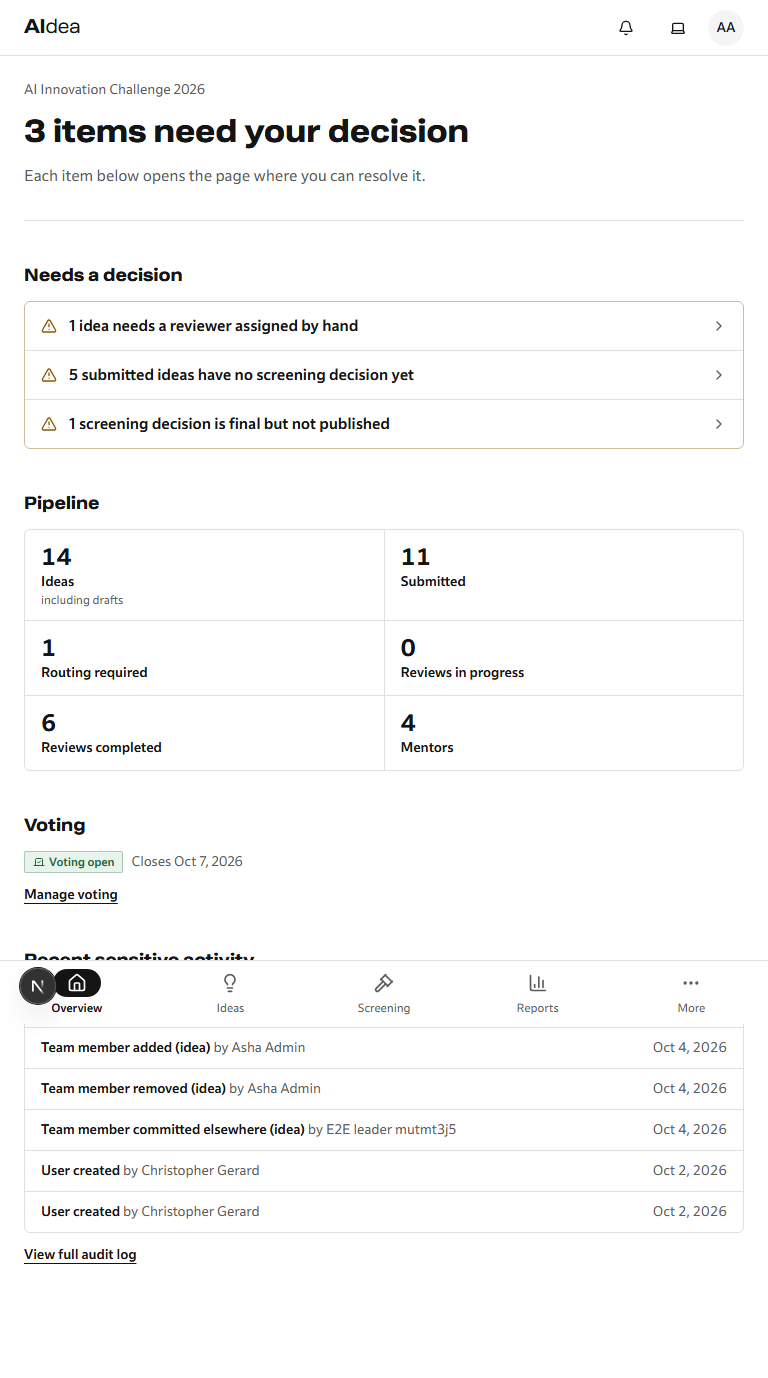 AIdea
AA
AI Innovation Challenge 2026
3 items need your decision
Each item below opens the page where you can resolve it.
Needs a decision
1 idea needs a reviewer assigned by hand
5 submitted ideas have no screening decision yet
1 screening decision is final but not published
Pipeline
14
Ideas
including drafts
11
Submitted
1
Routing required
0
Reviews in progress
6
Reviews completed
4
Mentors
Voting
Voting open Closes Oct 7, 2026
Manage voting
Recent sensitive activity
N
Overview Ideas Screening Reports More
Team member added (idea) by Asha Admin Oct 4, 2026
Team member removed (idea) by Asha Admin Oct 4, 2026
Team member committed elsewhere (idea) by E2E leader mutmt3j5 Oct 4, 2026
User created by Christopher Gerard Oct 2, 2026
User created by Christopher Gerard Oct 2, 2026
View full audit log